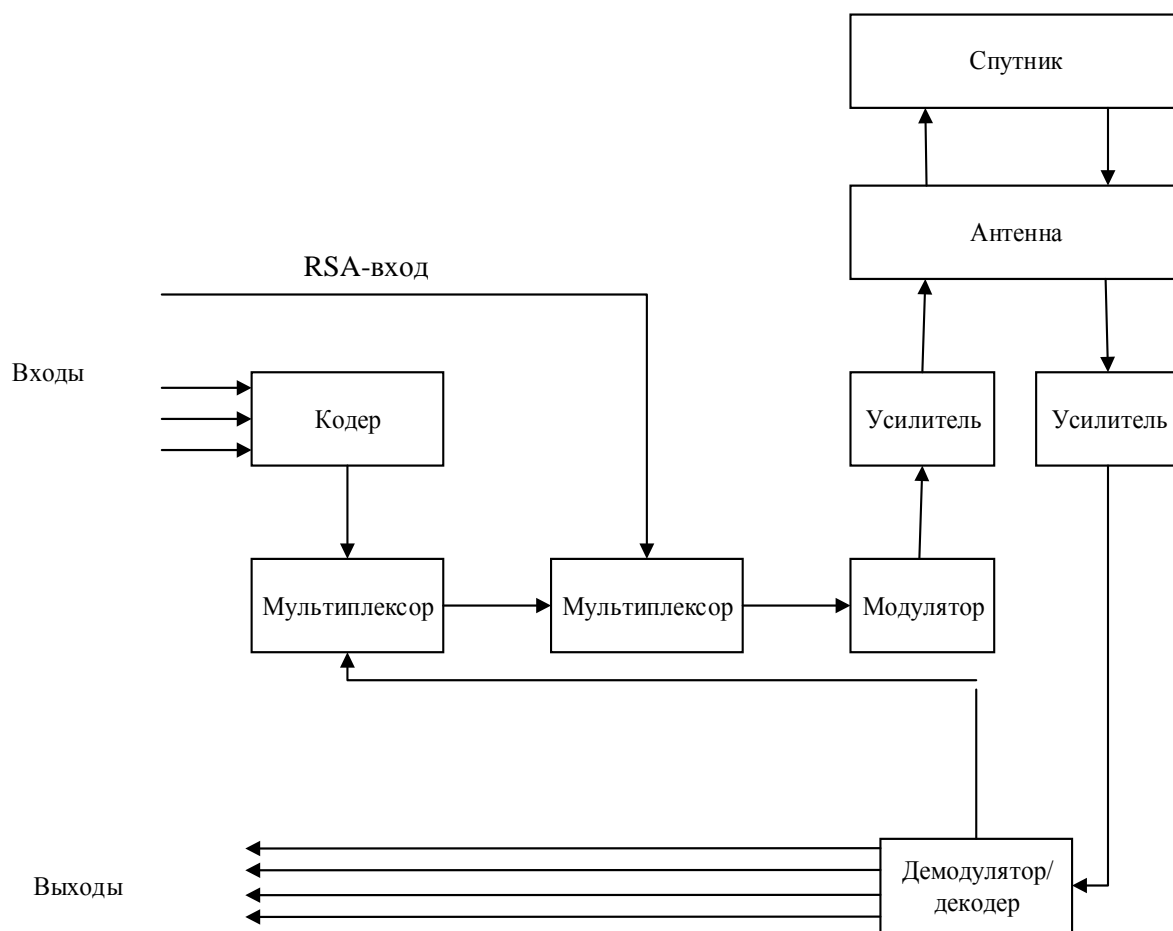 Спутник
Антенна
RSA-вход
Входы
Кодер
Усилитель
Усилитель
Мультиплексор
Мультиплексор
Модулятор
Выходы
Демодулятор/
декодер